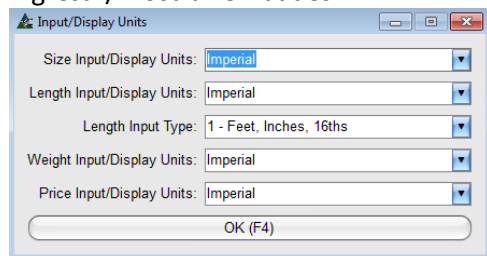 Input/Display Units
Size Input/Display Units: Imperial
Length Input/Display Units: Imperial
Length Input Type: 1 - Feet, Inches, 16ths
Weight Input/Display Units: Imperial
Price Input/Display Units: Imperial
OK (F4)